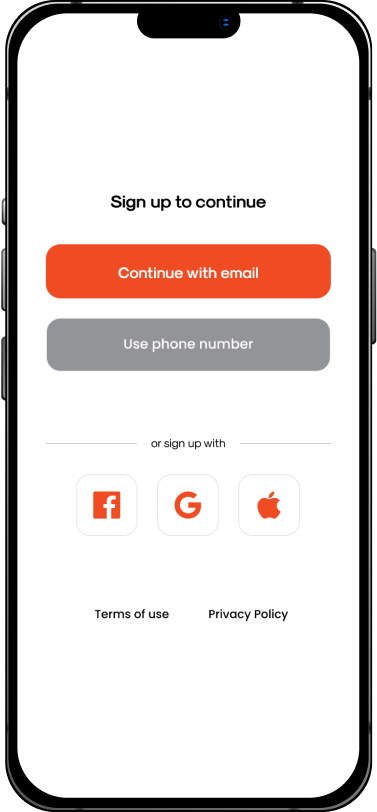 Sign up to continue
Continue with email
Use phone number
or sign up with
Terms of use Privacy Policy